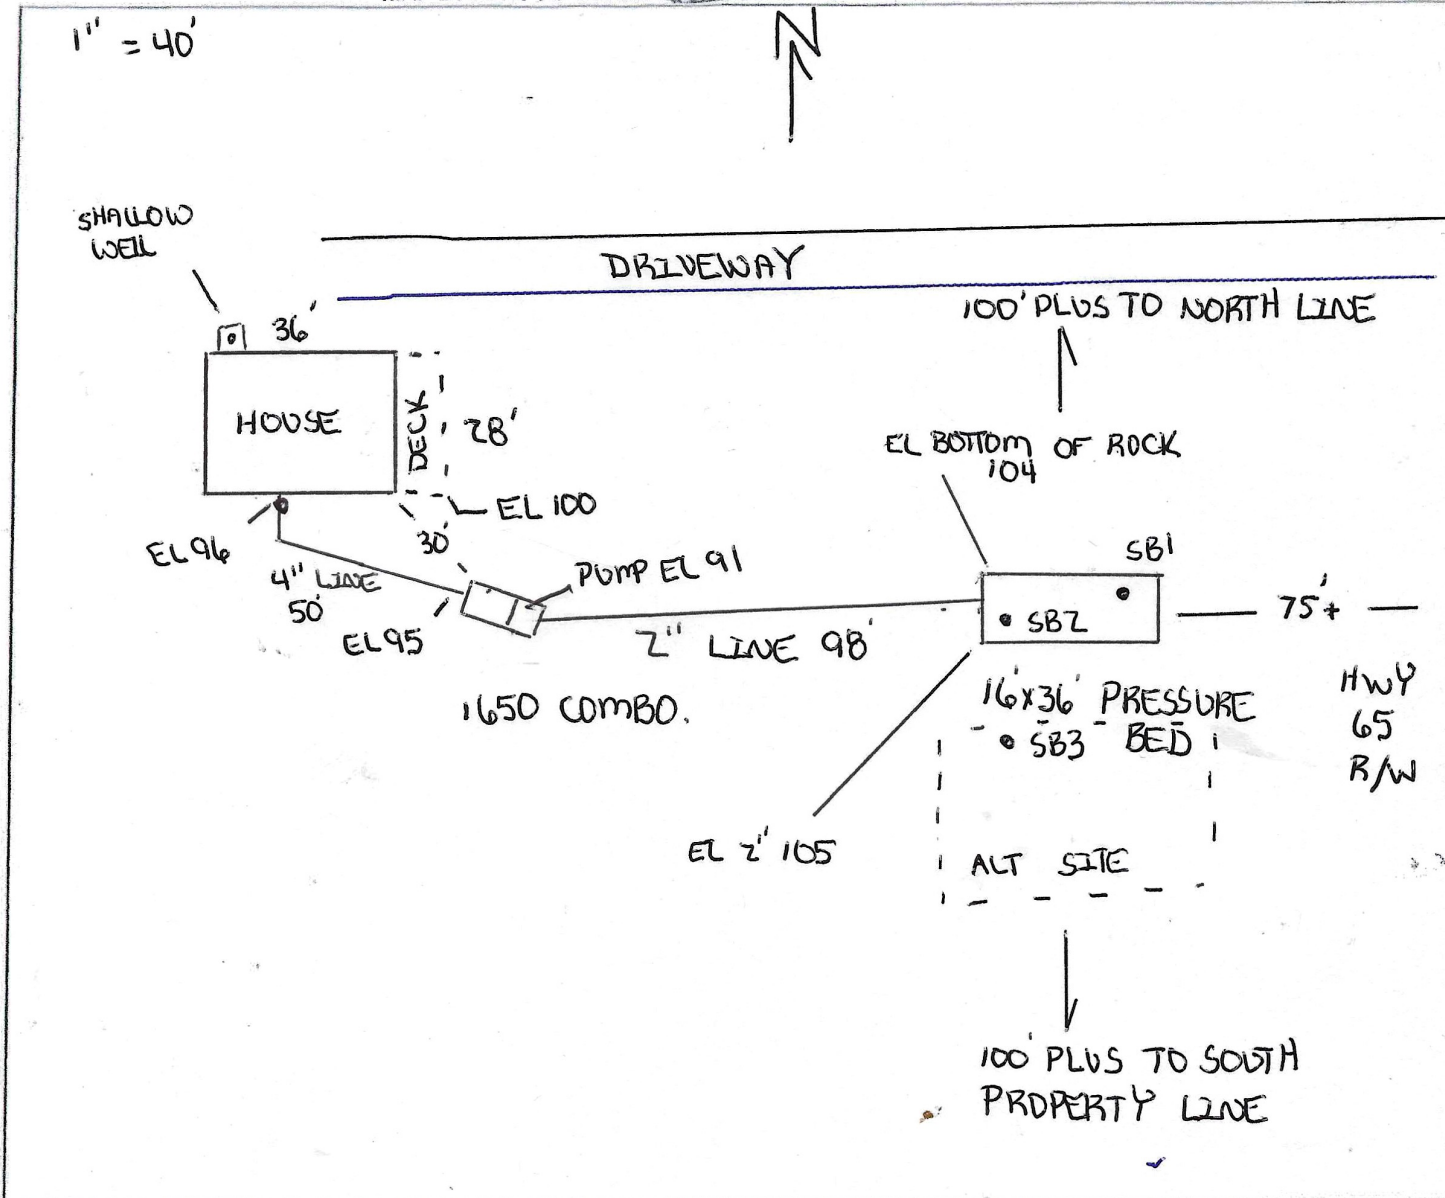 1" = 40'
N
SHALLOW
WELL
DRIVEWAY
100' PLUS TO NORTH LINE
36'
HOUSE
DECK
28'
EL BOTTOM OF ROCK
104
EL 100
EL 96
30'
4" LINE
50'
EL 95
PUMP EL 91
2" LINE 98'
1650 COMBO.
SB1
SB2
75'+
HWY
65
R/W
16'x36' PRESSURE
BED
SB3
EL 2" 105
ALT SITE
100' PLUS TO SOUTH
PROPERTY LINE